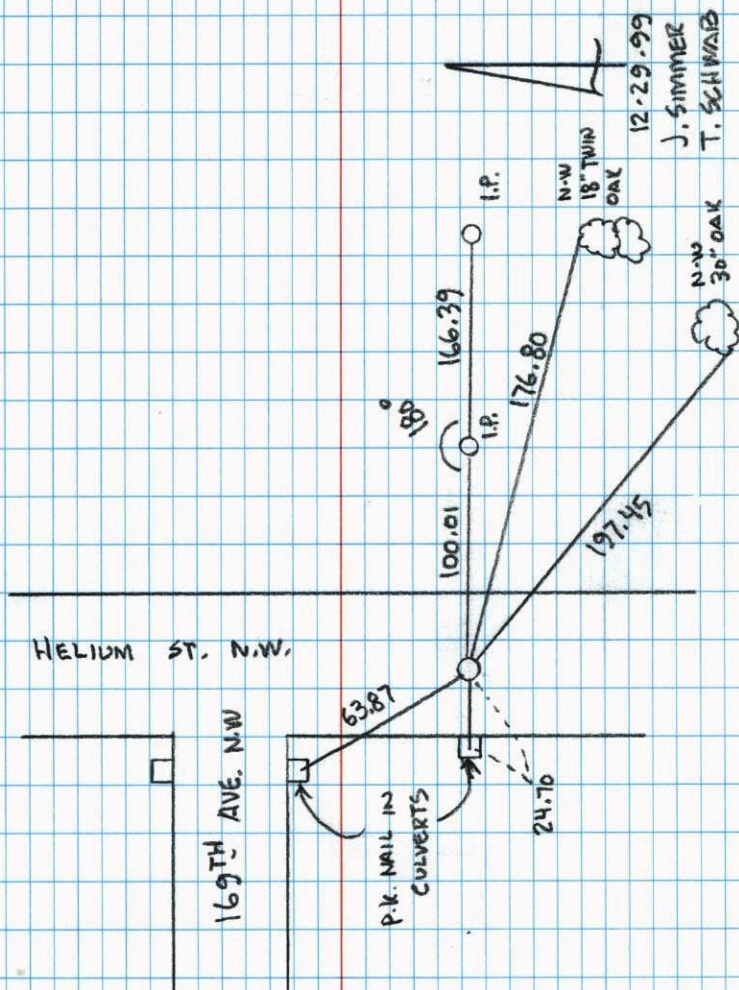 12-29-99
J. SIMMER
T. SCHWAB
I.P.
N-W
18" TWIN
OAK
N-W
30" OAK
166.39
180°
I.P.
176.80
100.01
197.45
HELIUM ST. N.W.
63.87
169TH AVE. N.W
P.K. NAIL IN
CULVERTS
24.70